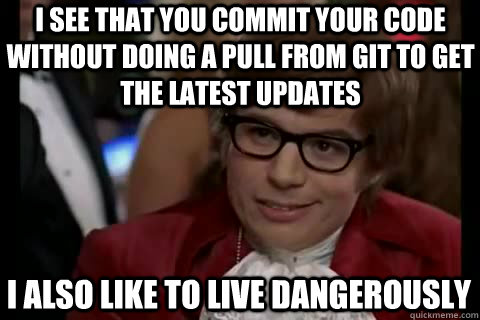 I SEE THAT YOU COMMIT YOUR CODE
WITHOUT DOING A PULL FROM GIT TO GET
THE LATEST UPDATES
I ALSO LIKE TO LIVE DANGEROUSLY
quickmeme.com